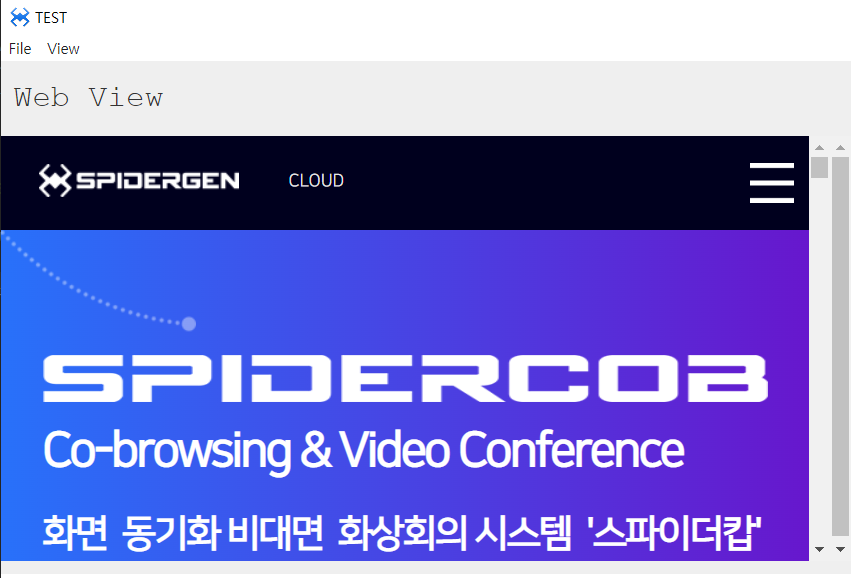 TEST
File View
Web View
SPIDERGEN CLOUD
SPIDERCOB
Co-browsing & Video Conference
화면 동기화 비대면 화상회의 시스템 '스파이더캅'